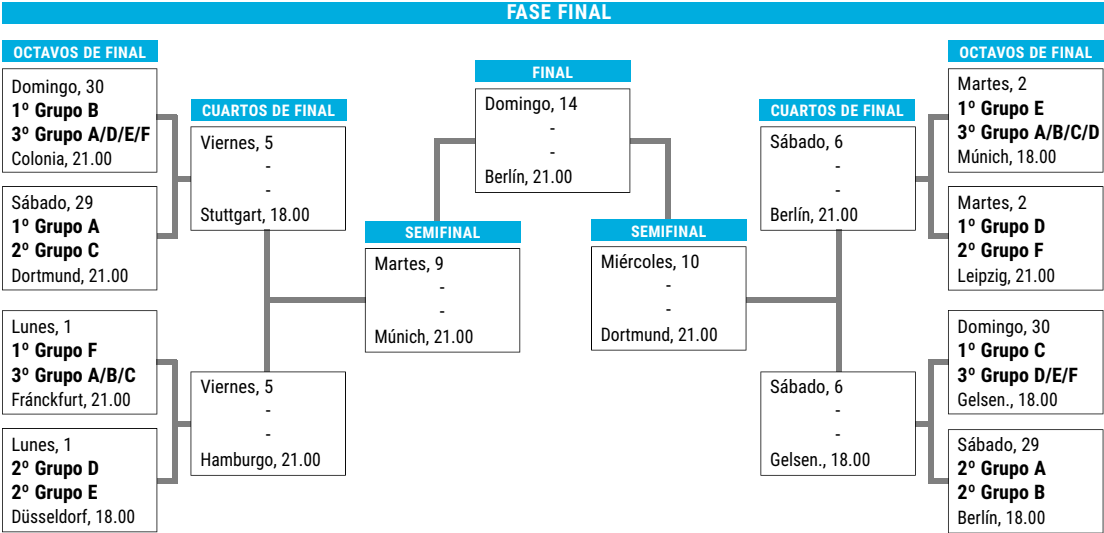 FASE FINAL
OCTAVOS DE FINAL
Domingo, 30
1º Grupo B
3º Grupo A/D/E/F
Colonia, 21.00
Sábado, 29
1º Grupo A
2º Grupo C
Dortmund, 21.00
Lunes, 1
1º Grupo F
3º Grupo A/B/C
Fránckfurt, 21.00
Lunes, 1
2º Grupo D
2º Grupo E
Düsseldorf, 18.00
CUARTOS DE FINAL
Viernes, 5
-
-
Stuttgart, 18.00
Viernes, 5
-
-
Hamburgo, 21.00
SEMIFINAL
Martes, 9
-
-
Múnich, 21.00
FINAL
Domingo, 14
-
-
Berlín, 21.00
SEMIFINAL
Miércoles, 10
-
-
Dortmund, 21.00
CUARTOS DE FINAL
Sábado, 6
-
-
Berlín, 21.00
Sábado, 6
-
-
Gelsen., 18.00
OCTAVOS DE FINAL
Martes, 2
1º Grupo E
3º Grupo A/B/C/D
Múnich, 18.00
Martes, 2
1º Grupo D
2º Grupo F
Leipzig, 21.00
Domingo, 30
1º Grupo C
3º Grupo D/E/F
Gelsen., 18.00
Sábado, 29
2º Grupo A
2º Grupo B
Berlín, 18.00